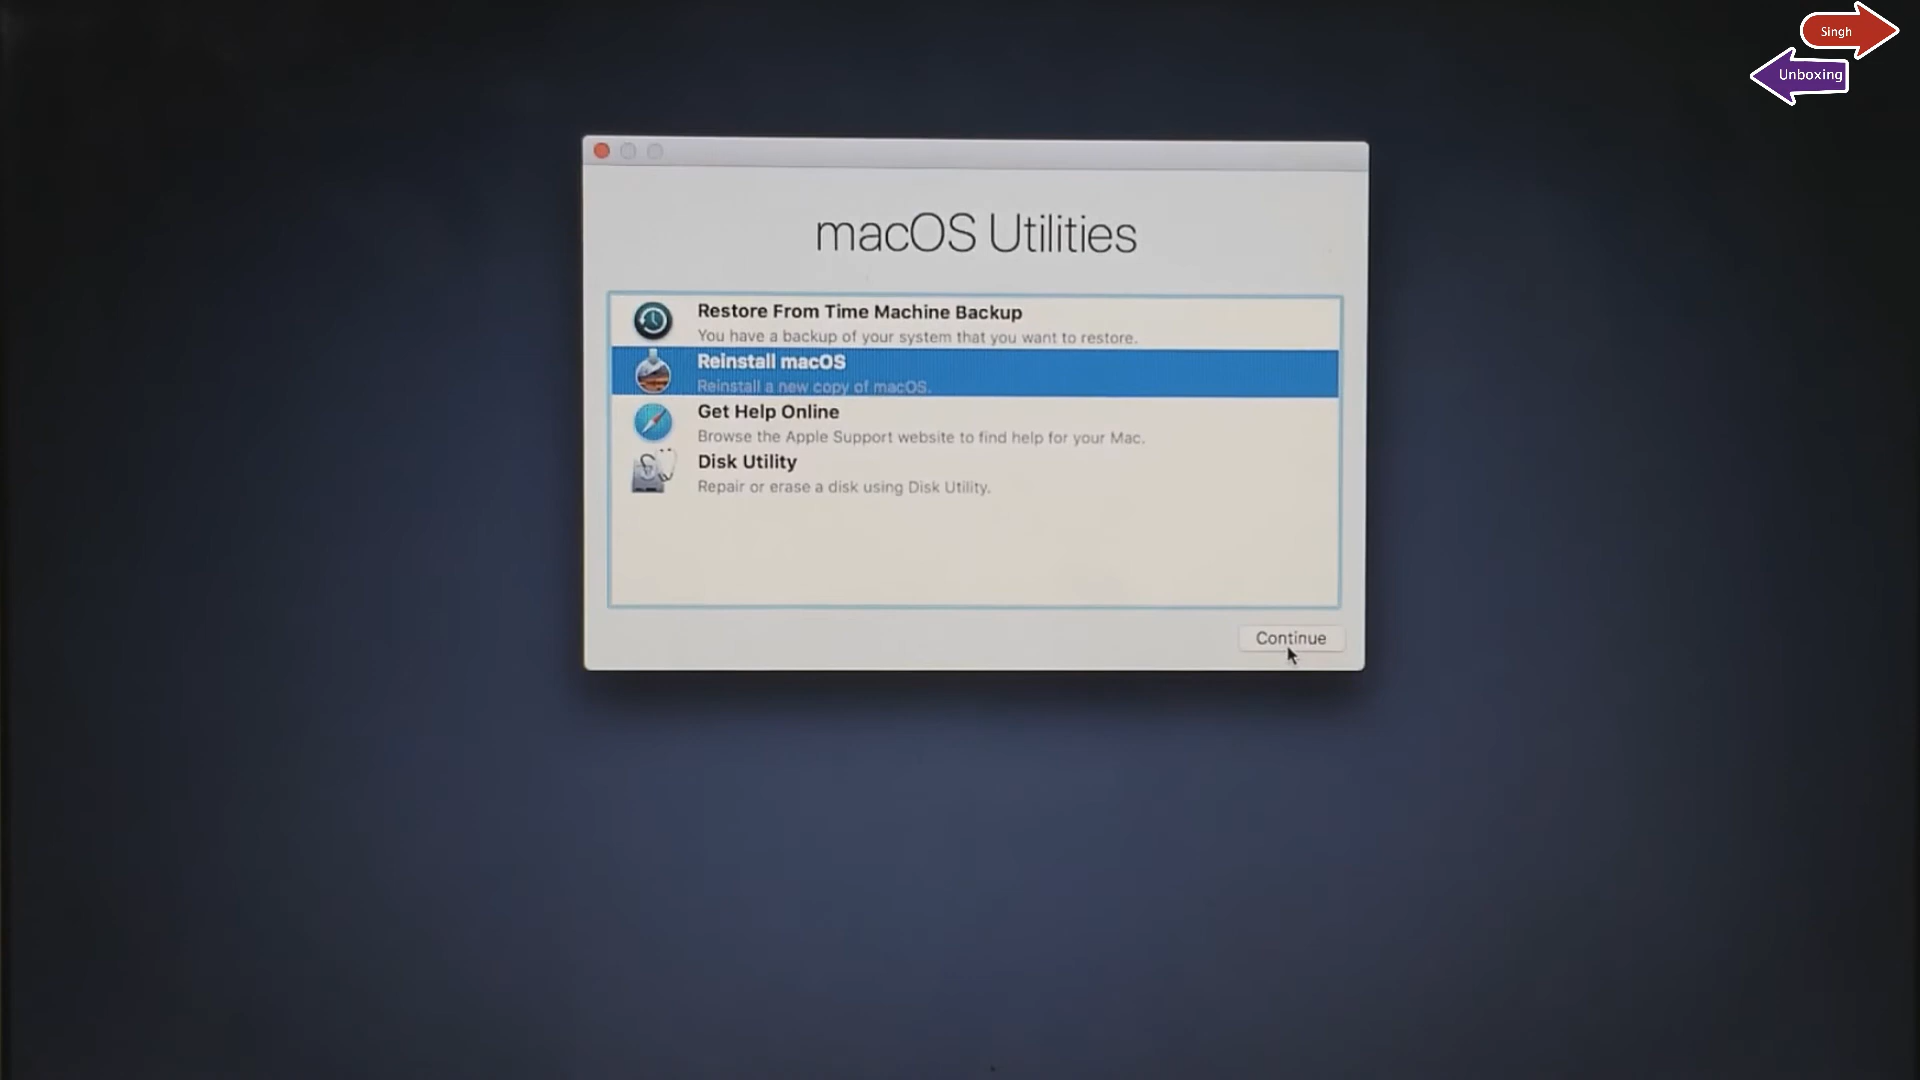 Singh
Unboxing
macOS Utilities
Restore From Time Machine Backup
You have a backup of your system that you want to restore.
Reinstall macOS
Reinstall a new copy of macOS.
Get Help Online
Browse the Apple Support website to find help for your Mac.
Disk Utility
Repair or erase a disk using Disk Utility.
Continue